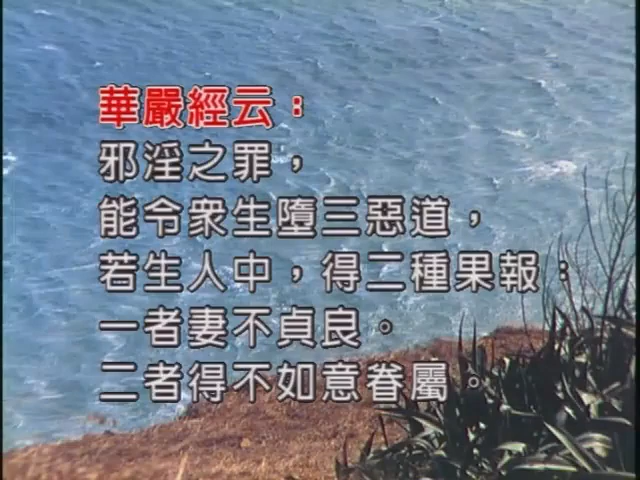 華嚴經云：
邪淫之罪，
能令衆生墮三惡道，
若生人中，得二種果報：
一者妻不貞良。
二者得不如意眷屬。